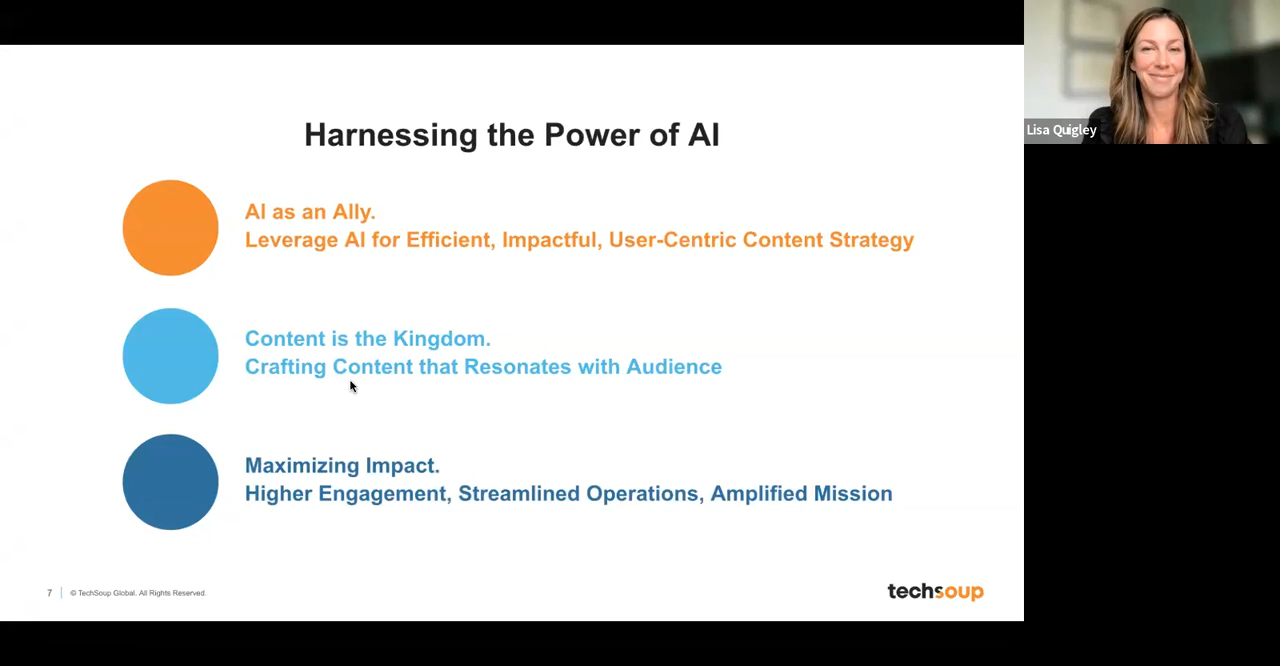 Harnessing the Power of AI
AI as an Ally.
Leverage AI for Efficient, Impactful, User-Centric Content Strategy
Content is the Kingdom.
Crafting Content that Resonates with Audience
Maximizing Impact.
Higher Engagement, Streamlined Operations, Amplified Mission
7
© TechSoup Global. All Rights Reserved.
techsoup
Lisa Quigley